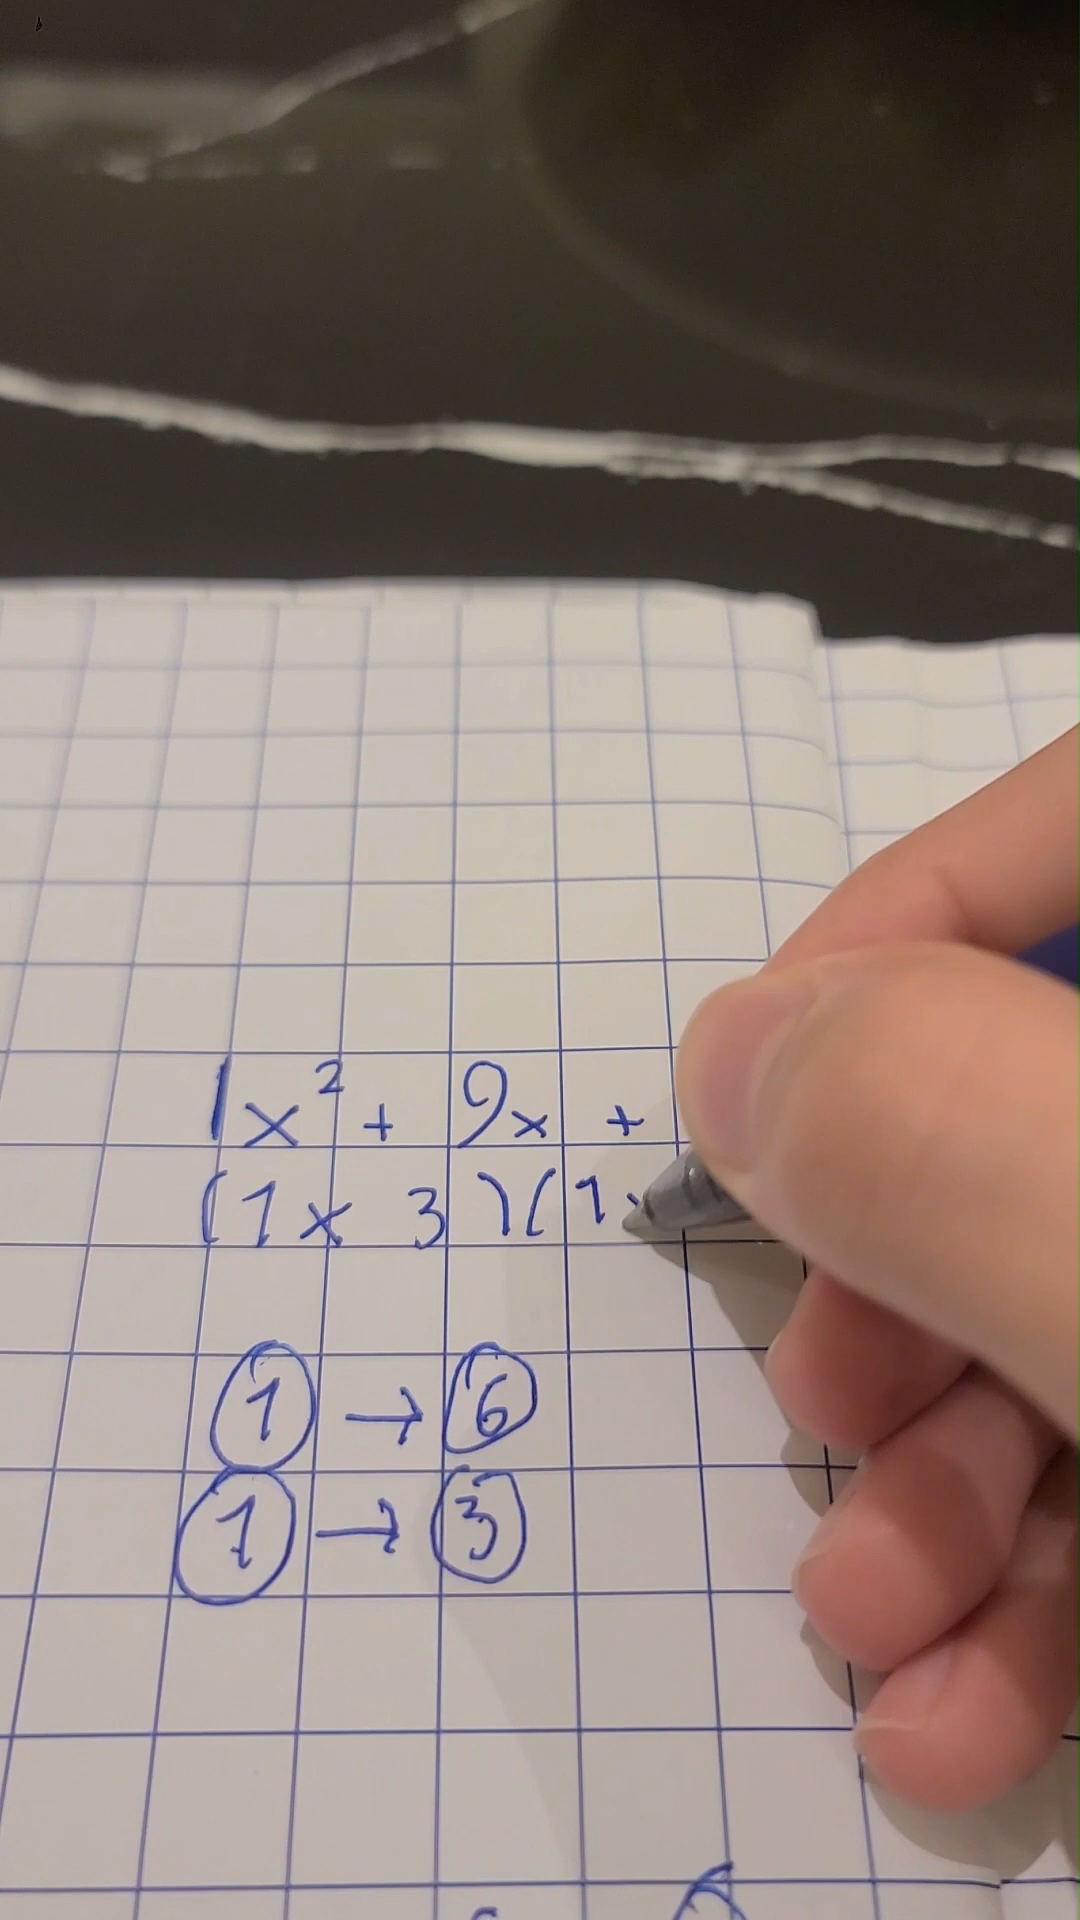 1x² + 9x +
(1x 3)(1
1 → 6
1 → 3